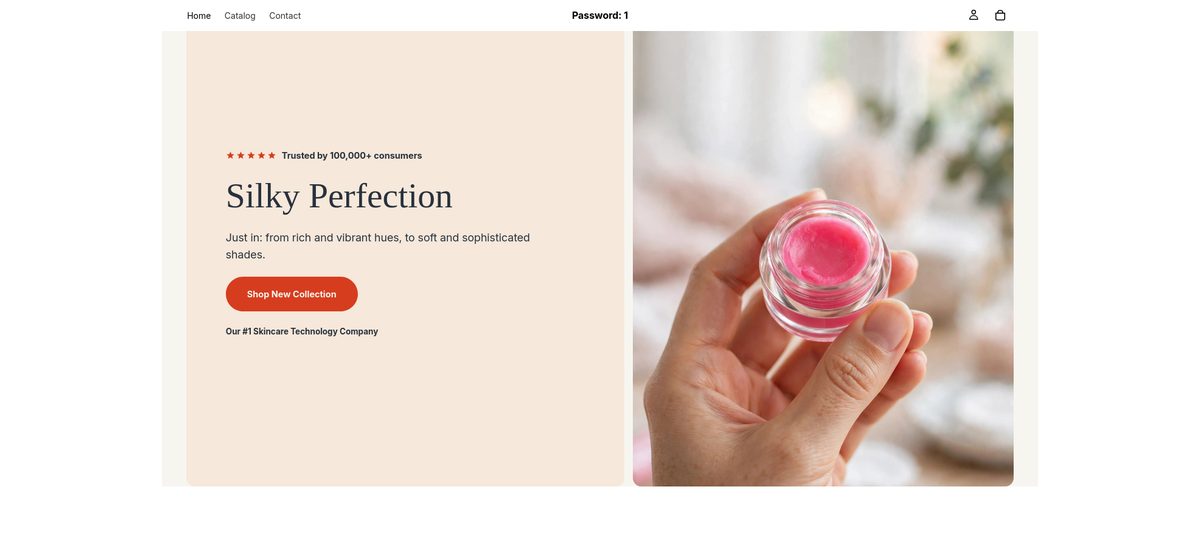 Home Catalog Contact
Password: 1
Trusted by 100,000+ consumers
Silky Perfection
Just in: from rich and vibrant hues, to soft and sophisticated
shades.
Shop New Collection
Our #1 Skincare Technology Company